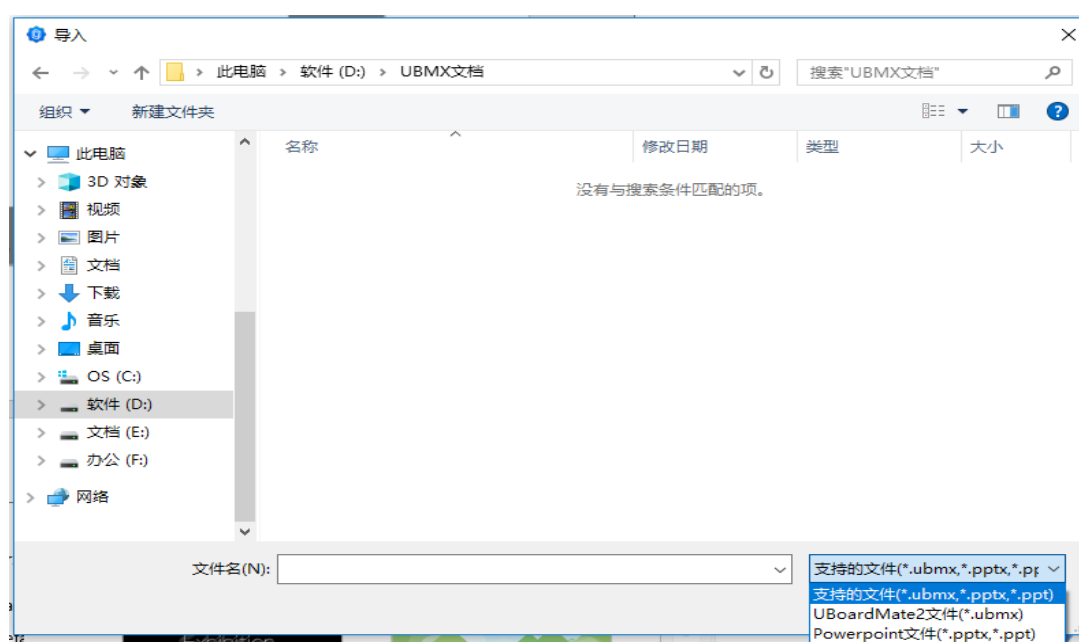 导入
此电脑 > 软件 (D:) > UBMX文档
搜索"UBMX文档"
组织 新建文件夹
名称 修改日期 类型 大小
没有与搜索条件匹配的项。
此电脑
3D 对象
视频
图片
文档
下载
音乐
桌面
OS (C:)
软件 (D:)
文档 (E:)
办公 (F:)
网络
文件名(N):
支持的文件(*.ubmx,*.pptx,*.pp
支持的文件(*.ubmx,*.pptx,*.ppt)
UBoardMate2文件(*.ubmx)
Powerpoint文件(*.pptx,*.ppt)